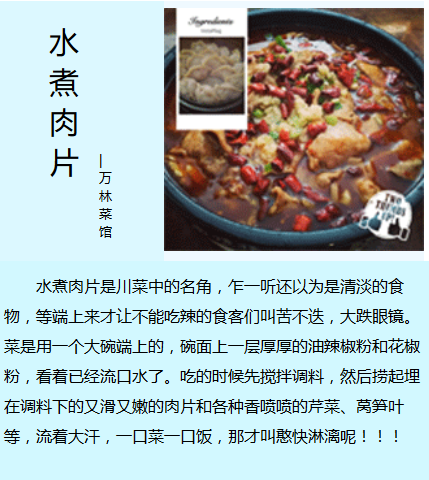 水煮肉片
|万林菜馆
Ingredients
水煮肉片是川菜中的名角，乍一听还以为是清淡的食
物，等端上来才让不能吃辣的食客们叫苦不迭，大跌眼镜。
菜是用一个大碗端上的，碗面上一层厚厚的油辣椒粉和花椒
粉，看着已经流口水了。吃的时候先搅拌调料，然后捞起埋
在调料下的又滑又嫩的肉片和各种香喷喷的芹菜、莴笋叶
等，流着大汗，一口菜一口饭，那才叫憨快淋漓呢！！！
TWO
THUMBS
UP!